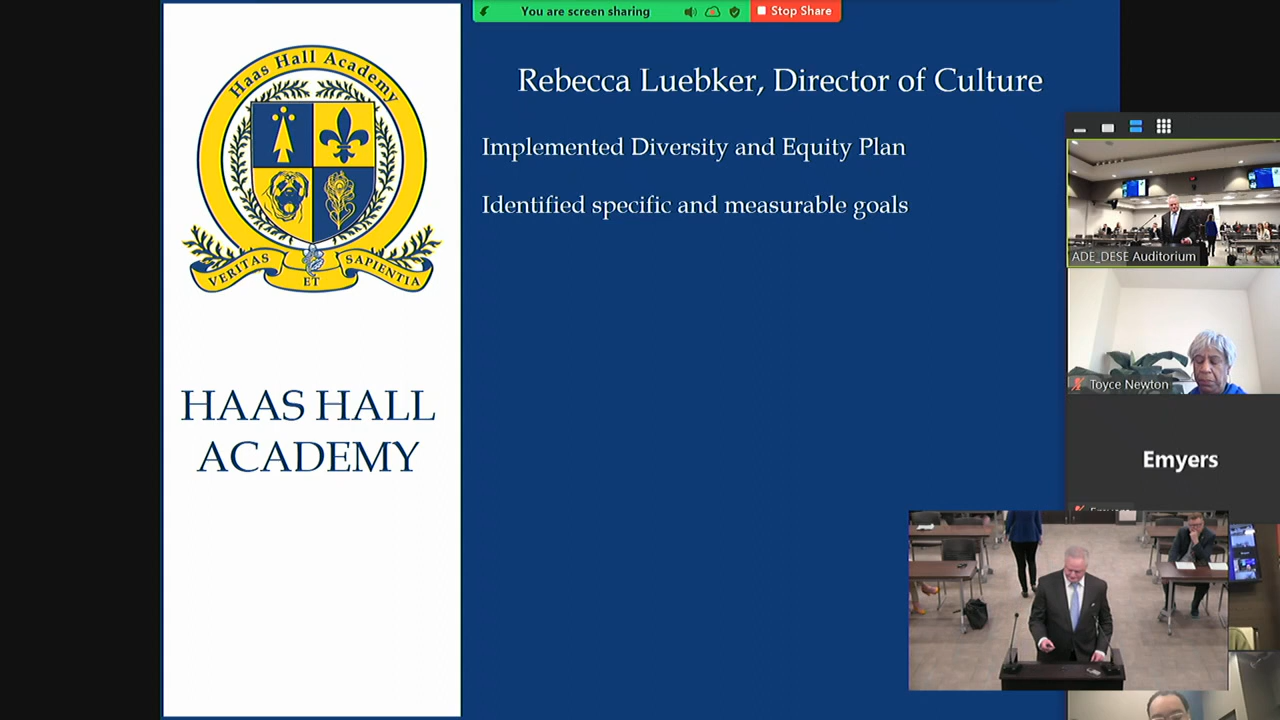 You are screen sharing
Stop Share
Haas Hall Academy
VERITAS
ET
SAPIENTIA
HAAS HALL
ACADEMY
Rebecca Luebker, Director of Culture
Implemented Diversity and Equity Plan
Identified specific and measurable goals
ADE_DESE Auditorium
Toyce Newton
Emyers